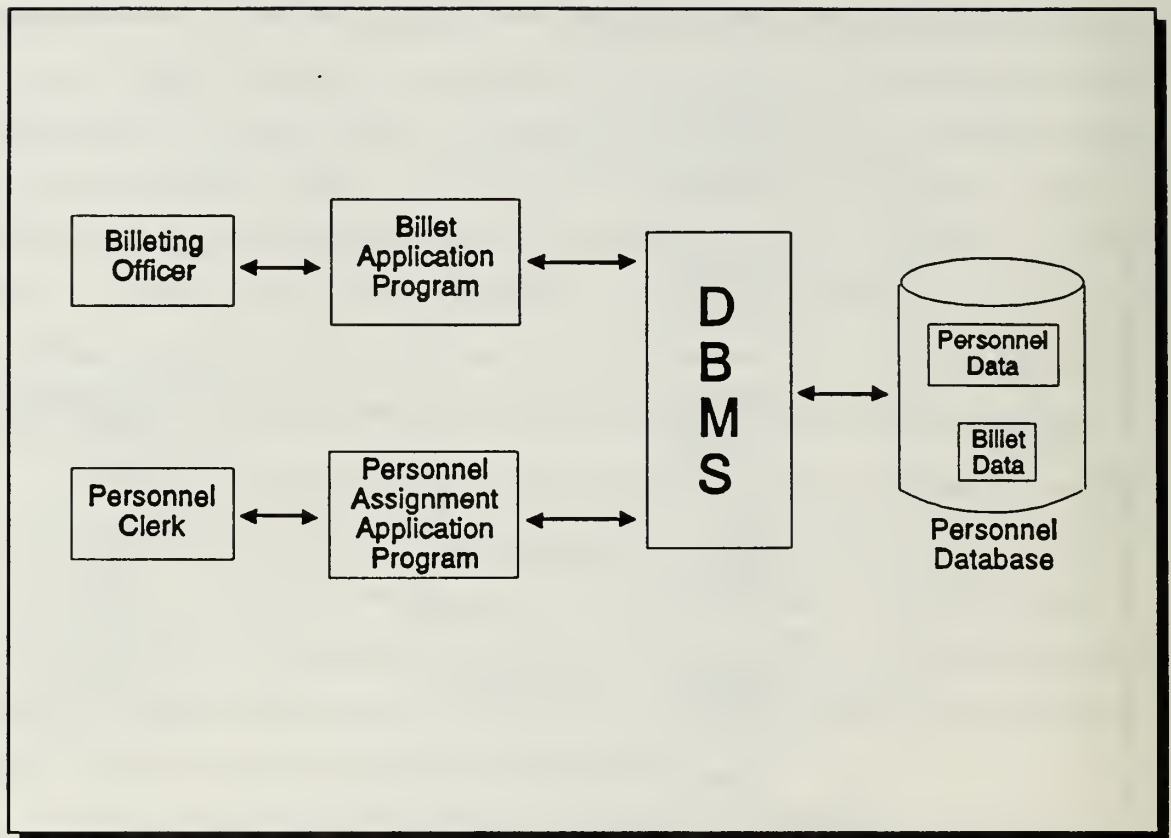 Billeting
Officer
Billet
Application
Program
Personnel
Clerk
Personnel
Assignment
Application
Program
D
B
M
S
Personnel
Data
Billet
Data
Personnel
Database